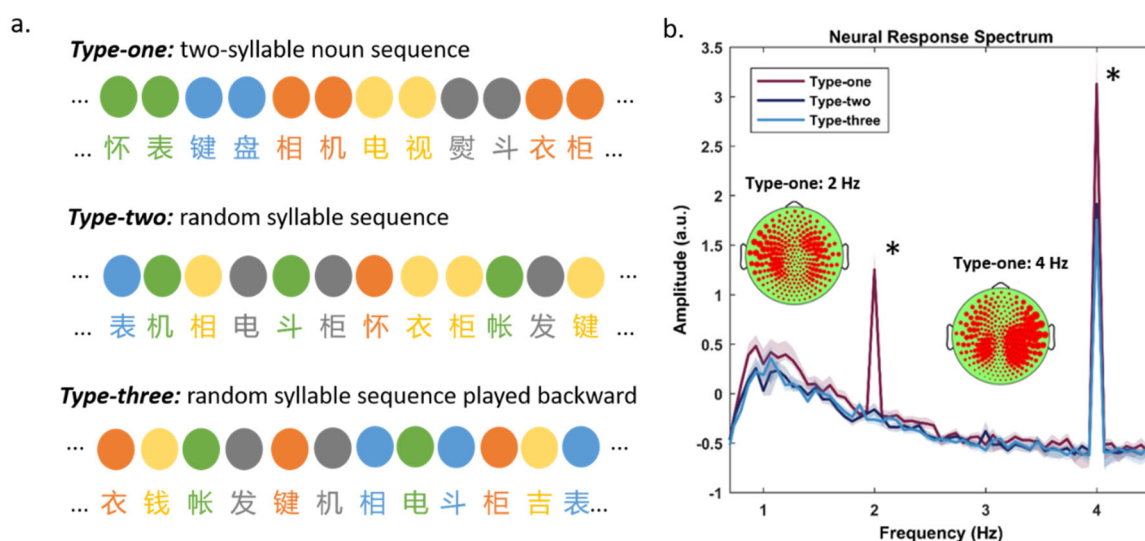 a.
Type-one: two-syllable noun sequence
... ...
... 怀 表 键 盘 相 机 电 视 熨 斗 衣 柜 ...
Type-two: random syllable sequence
... ...
... 表 机 相 电 斗 柜 怀 衣 柜 帐 发 键 ...
Type-three: random syllable sequence played backward
... ...
... 衣 钱 帐 发 键 机 相 电 斗 柜 吉 表...
b.
Neural Response Spectrum
3.5
3
2.5
2
1.5
1
0.5
0
-0.5
-1
Amplitude (a.u.)
Type-one
Type-two
Type-three
*
Type-one: 2 Hz
*
Type-one: 4 Hz
1 2 3 4
Frequency (Hz)